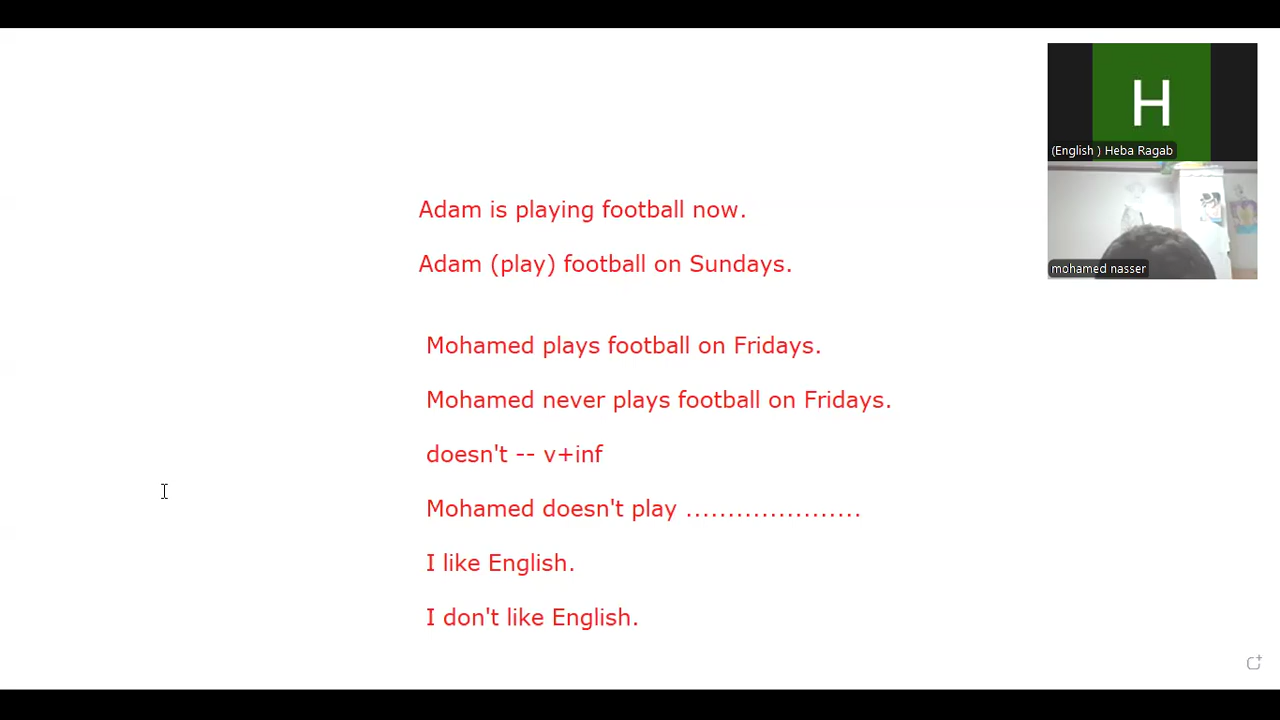 H
(English ) Heba Ragab
mohamed nasser
Adam is playing football now.
Adam (play) football on Sundays.
Mohamed plays football on Fridays.
Mohamed never plays football on Fridays.
doesn't -- v+inf
Mohamed doesn't play .....................
I like English.
I don't like English.